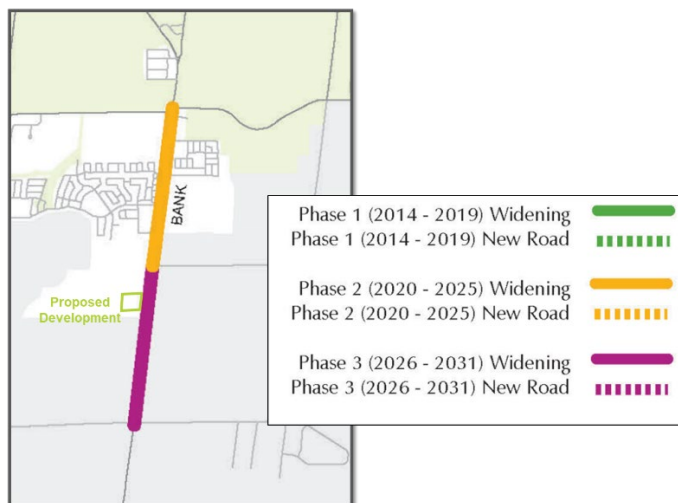 BANK
Proposed
Development
Phase 1 (2014 - 2019) Widening
Phase 1 (2014 - 2019) New Road
Phase 2 (2020 - 2025) Widening
Phase 2 (2020 - 2025) New Road
Phase 3 (2026 - 2031) Widening
Phase 3 (2026 - 2031) New Road